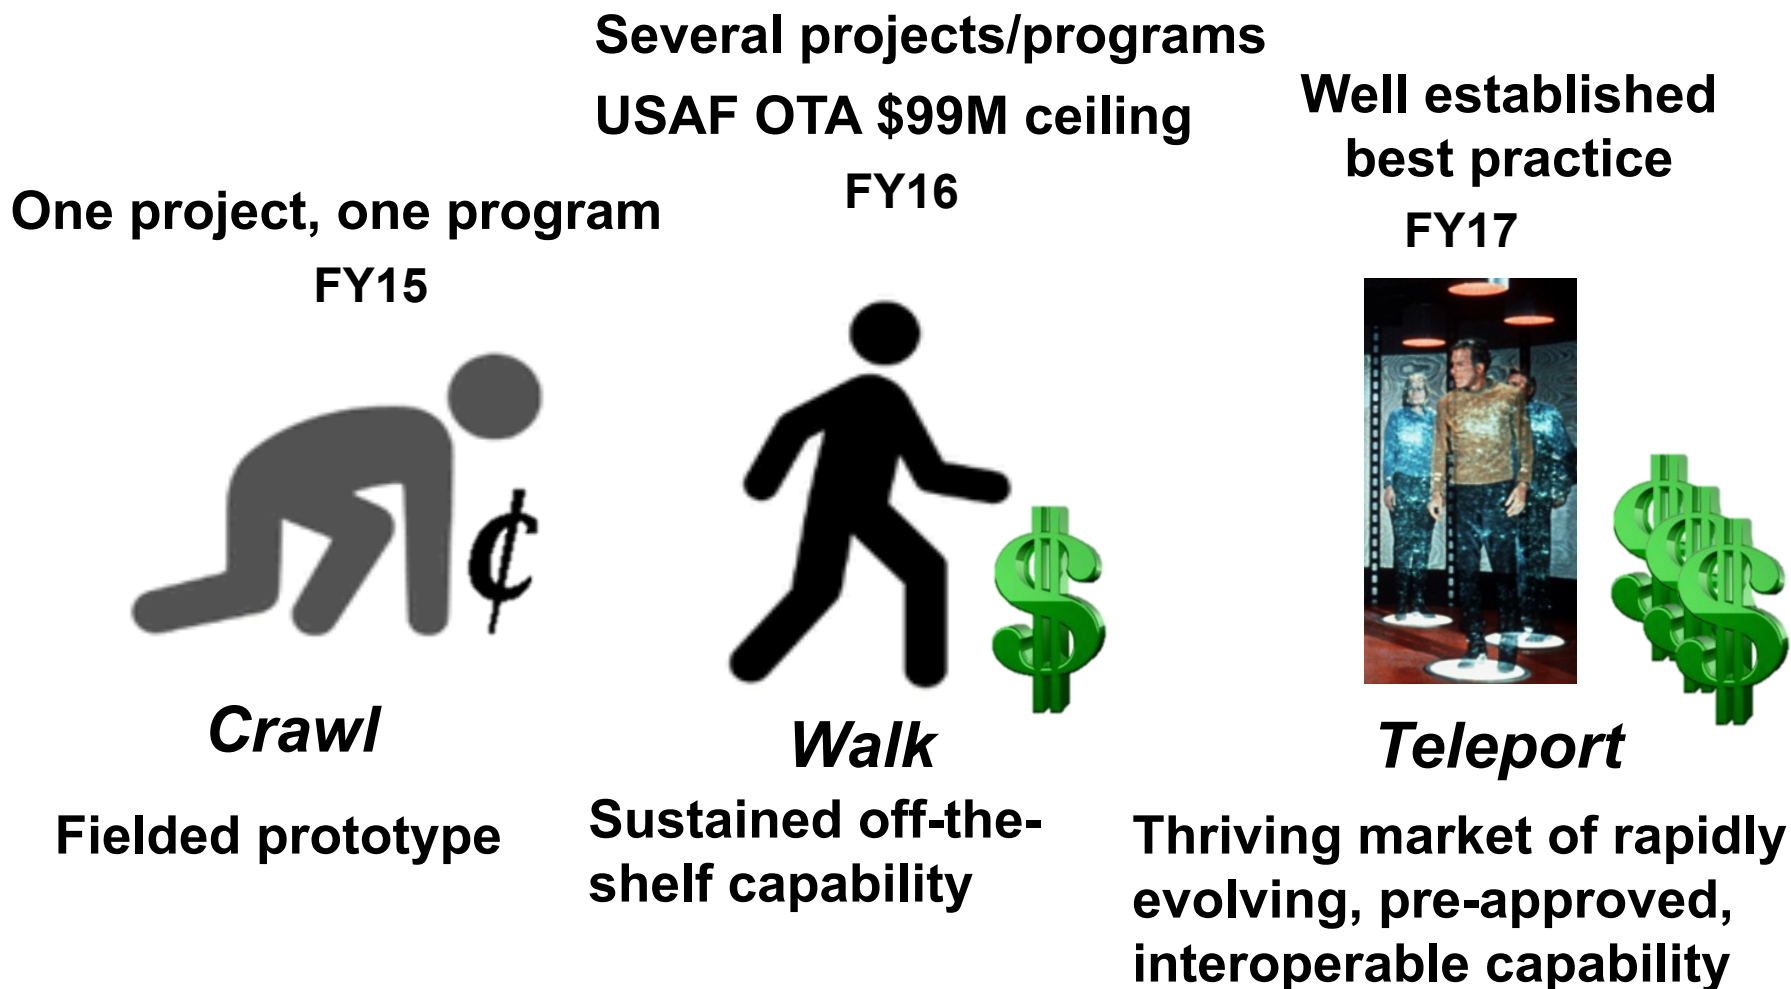 One project, one program
FY15
¢
Crawl
Fielded prototype
Several projects/programs
USAF OTA $99M ceiling
FY16
$
Walk
Sustained off-the-
shelf capability
Well established
best practice
FY17
$$$
Teleport
Thriving market of rapidly
evolving, pre-approved,
interoperable capability